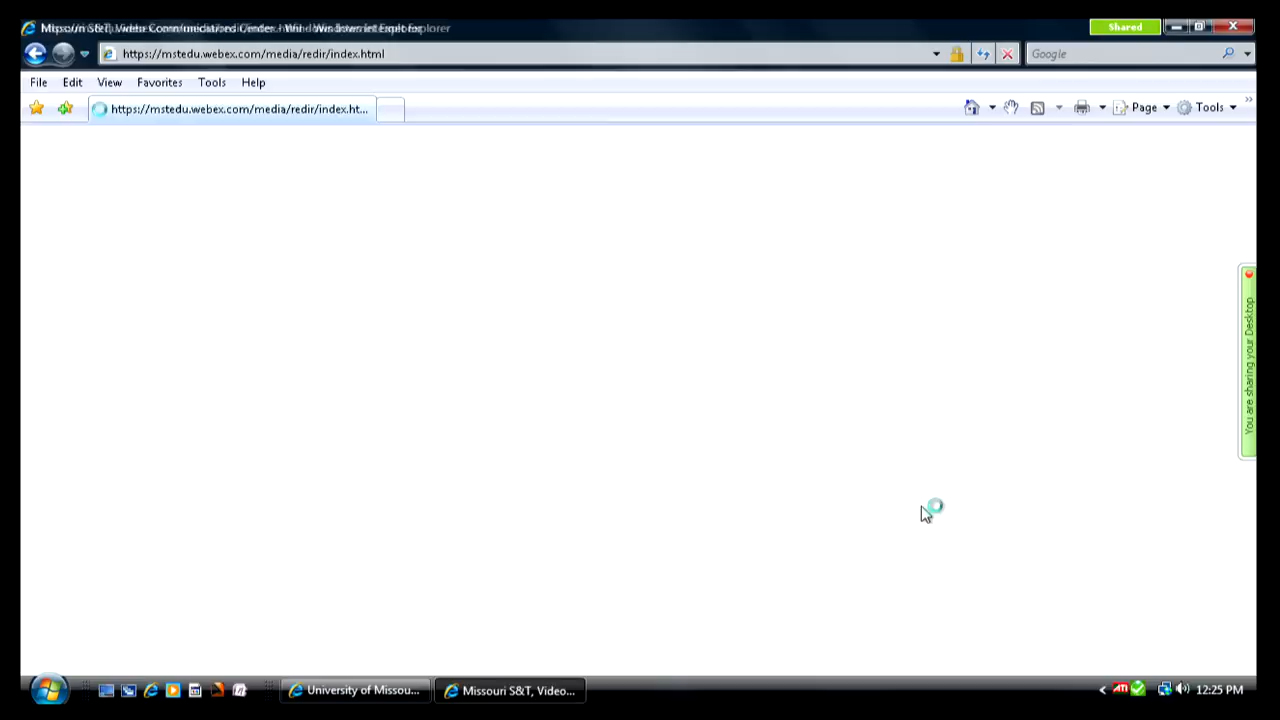 Shared
https://mstedu.webex.com/media/redir/index.html
Google
File Edit View Favorites Tools Help
https://mstedu.webex.com/media/redir/index.ht...
Page Tools
You are sharing your Desktop
University of Missou...
Missouri S&T, Video...
ATI
12:25 PM